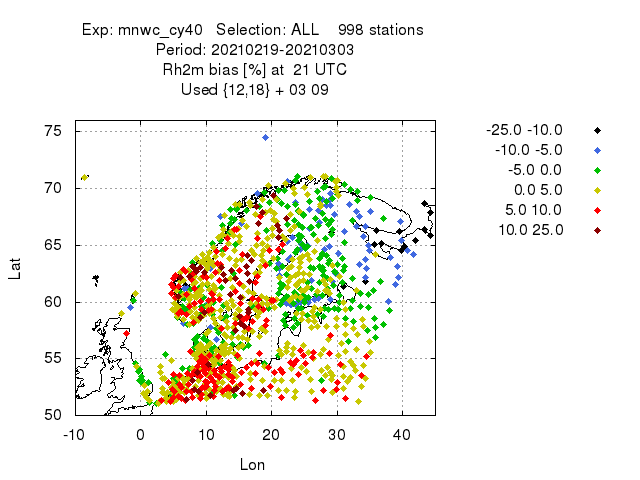 Exp: mnwc_cy40   Selection: ALL    998 stations
Period: 20210219-20210303
Rh2m bias [%] at  21 UTC
Used {12,18} + 03 09
-25.0 -10.0
-10.0 -5.0
-5.0 0.0
0.0 5.0
5.0 10.0
10.0 25.0
75
70
65
60
55
50
Lat
-10 0 10 20 30 40
Lon